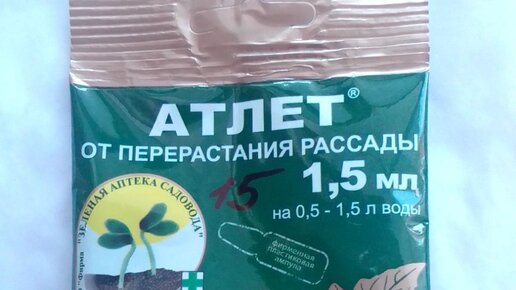 АТЛЕТ®
ОТ ПЕРЕРАСТАНИЯ РАССАДЫ
15
1,5 мл
на 0,5 - 1,5 л воды
фирменная
пластиковая
ампула
Фирма "ЗЕЛЕНАЯ АПТЕКА САДОВОДА"